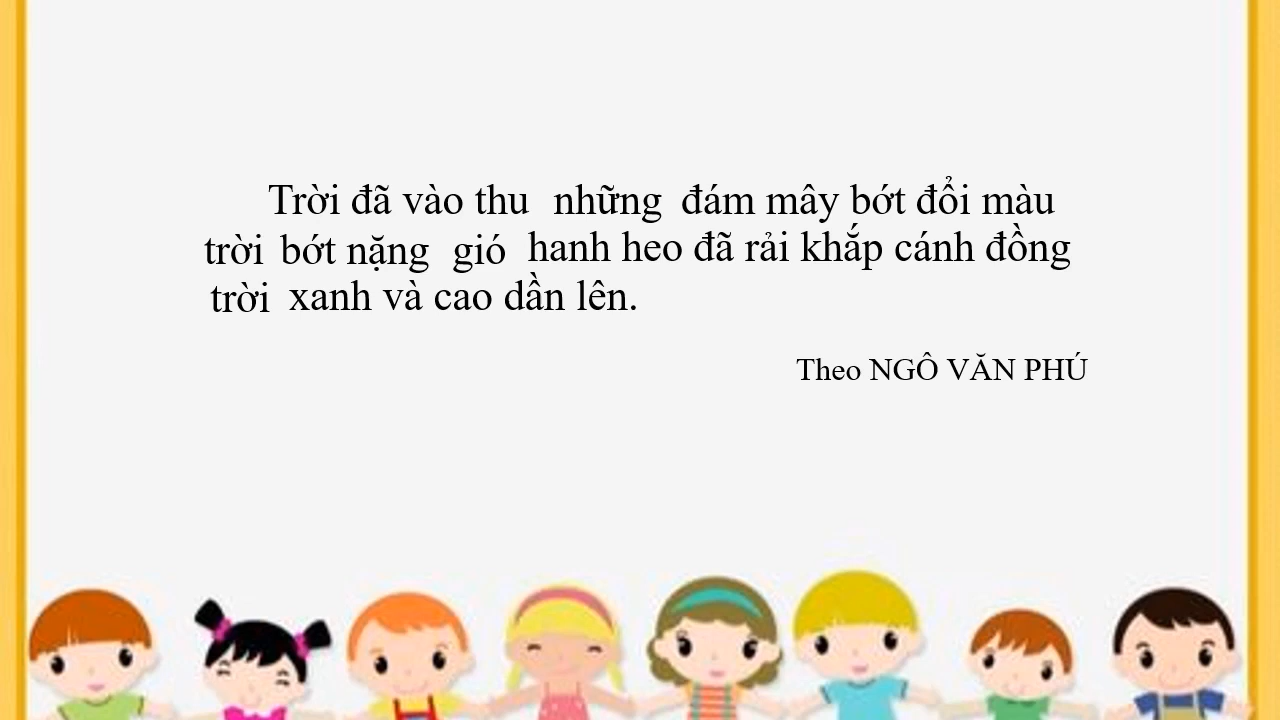 Trời đã vào thu những đám mây bớt đổi màu
trời bớt nặng gió hanh heo đã rải khắp cánh đồng
trời xanh và cao dần lên.
Theo NGÔ VĂN PHÚ